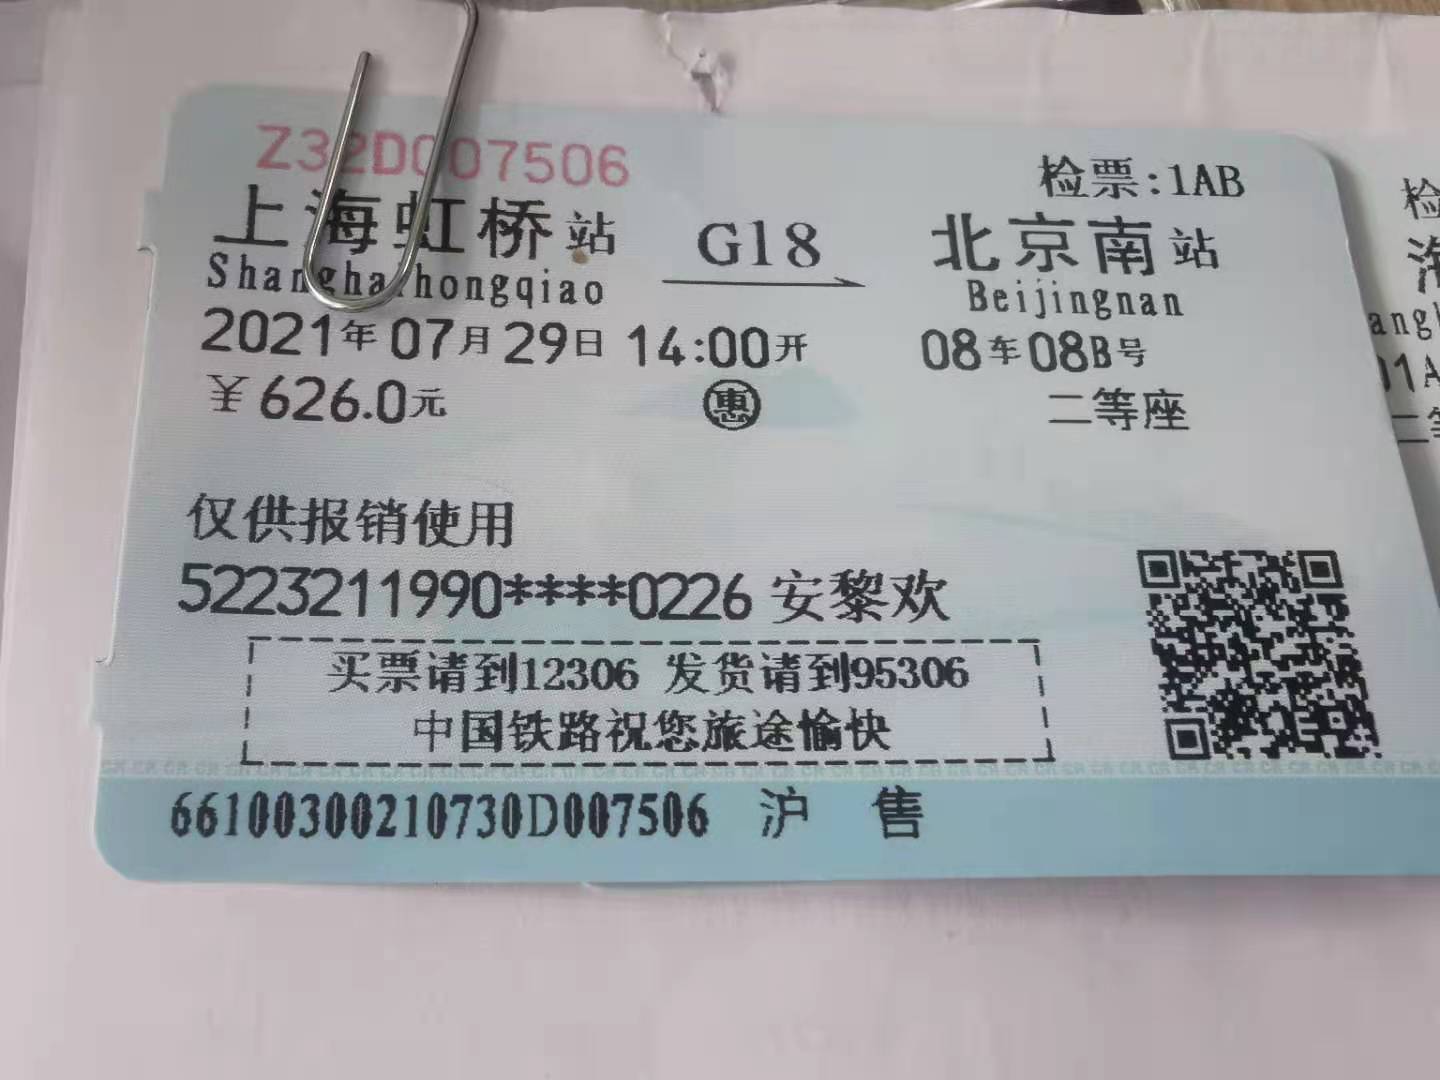 Z32D007506
检票:1AB
上海虹桥站 G18 北京南站
Shanghaihongqiao Beijingnan
2021年07月29日 14:00开 08车08B号
￥626.0元 惠 二等座
仅供报销使用
5223211990****0226 安黎欢
买票请到12306 发货请到95306
中国铁路祝您旅途愉快
66100300210730D007506 沪 售